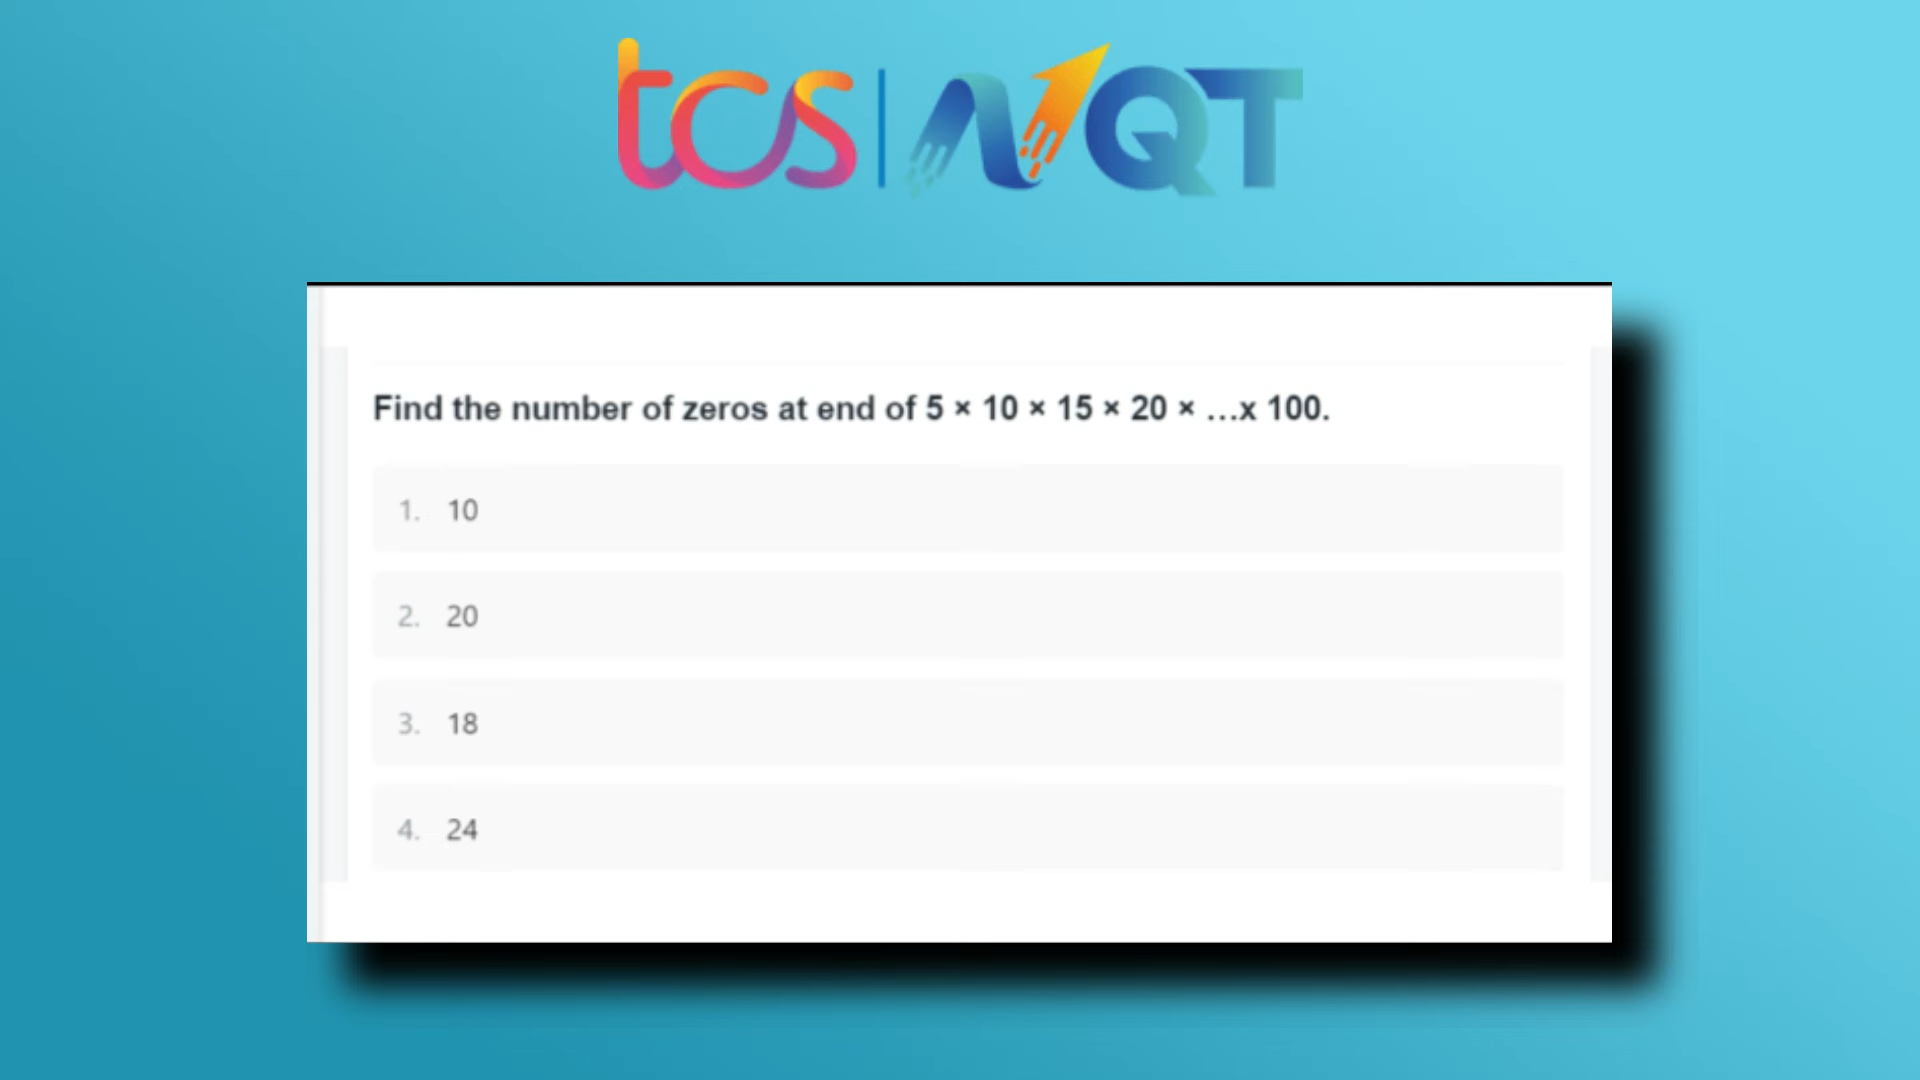 tcs | NQT
Find the number of zeros at end of 5 × 10 × 15 × 20 × ...x 100.
1. 10
2. 20
3. 18
4. 24